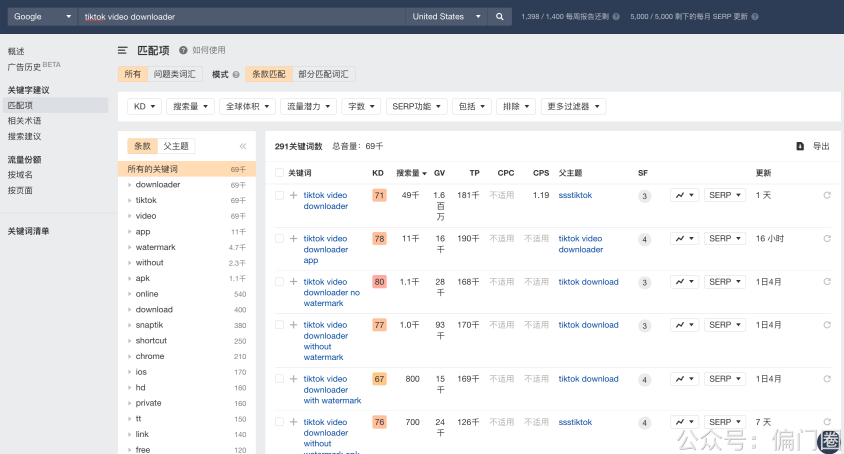 Google tiktok video downloader United States 1,398 / 1,400 每周报告还剩 5,000 / 5,000 剩下的每月 SERP 更新
概述
广告历史BETA
关键字建议
匹配项
相关术语
搜索建议
流量份额
按域名
按页面
关键词清单
匹配项 如何使用
所有 问题类词汇 模式 条款匹配 部分匹配词汇
KD 搜索量 全球体积 流量潜力 字数 SERP功能 包括 排除 更多过滤器
条款 父主题
所有的关键词 69千
downloader 69千
tiktok 69千
video 69千
app 11千
watermark 4.7千
without 2.3千
apk 1.1千
online 540
download 400
snaptik 380
shortcut 250
chrome 210
ios 170
hd 160
private 160
tt 150
link 140
free 120
291关键词数 总音量: 69千 导出
关键词 KD 搜索量 GV TP CPC CPS 父主题 SF 更新
tiktok video 71 49千 1.6 181千 不适用 1.19 ssstiktok 3 SERP 1 天
downloader 百
万
tiktok video 78 11千 16 190千 不适用 不适用 tiktok video 4 SERP 16 小时
downloader 千 downloader
app
tiktok video 80 1.1千 28 168千 不适用 不适用 tiktok download 3 SERP 1日4月
downloader no 千
watermark
tiktok video 77 1.0千 93 170千 不适用 不适用 tiktok download 3 SERP 1日4月
downloader 千
without
watermark
tiktok video 67 800 15 169千 不适用 不适用 tiktok download 4 SERP 1日4月
downloader 千
with watermark
tiktok video 76 700 24 126千 不适用 不适用 ssstiktok 4 SERP 7 天
downloader 千
without
watermark apk
公众号：偏门圈